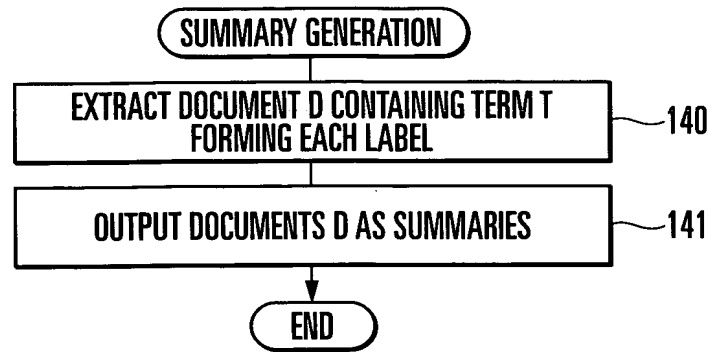 SUMMARY GENERATION
EXTRACT DOCUMENT D CONTAINING TERM T
FORMING EACH LABEL
140
OUTPUT DOCUMENTS D AS SUMMARIES
141
END